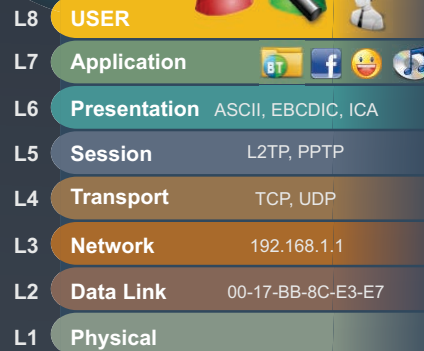 L8 USER
L7 Application BT f
L6 Presentation ASCII, EBCDIC, ICA
L5 Session L2TP, PPTP
L4 Transport TCP, UDP
L3 Network 192.168.1.1
L2 Data Link 00-17-BB-8C-E3-E7
L1 Physical